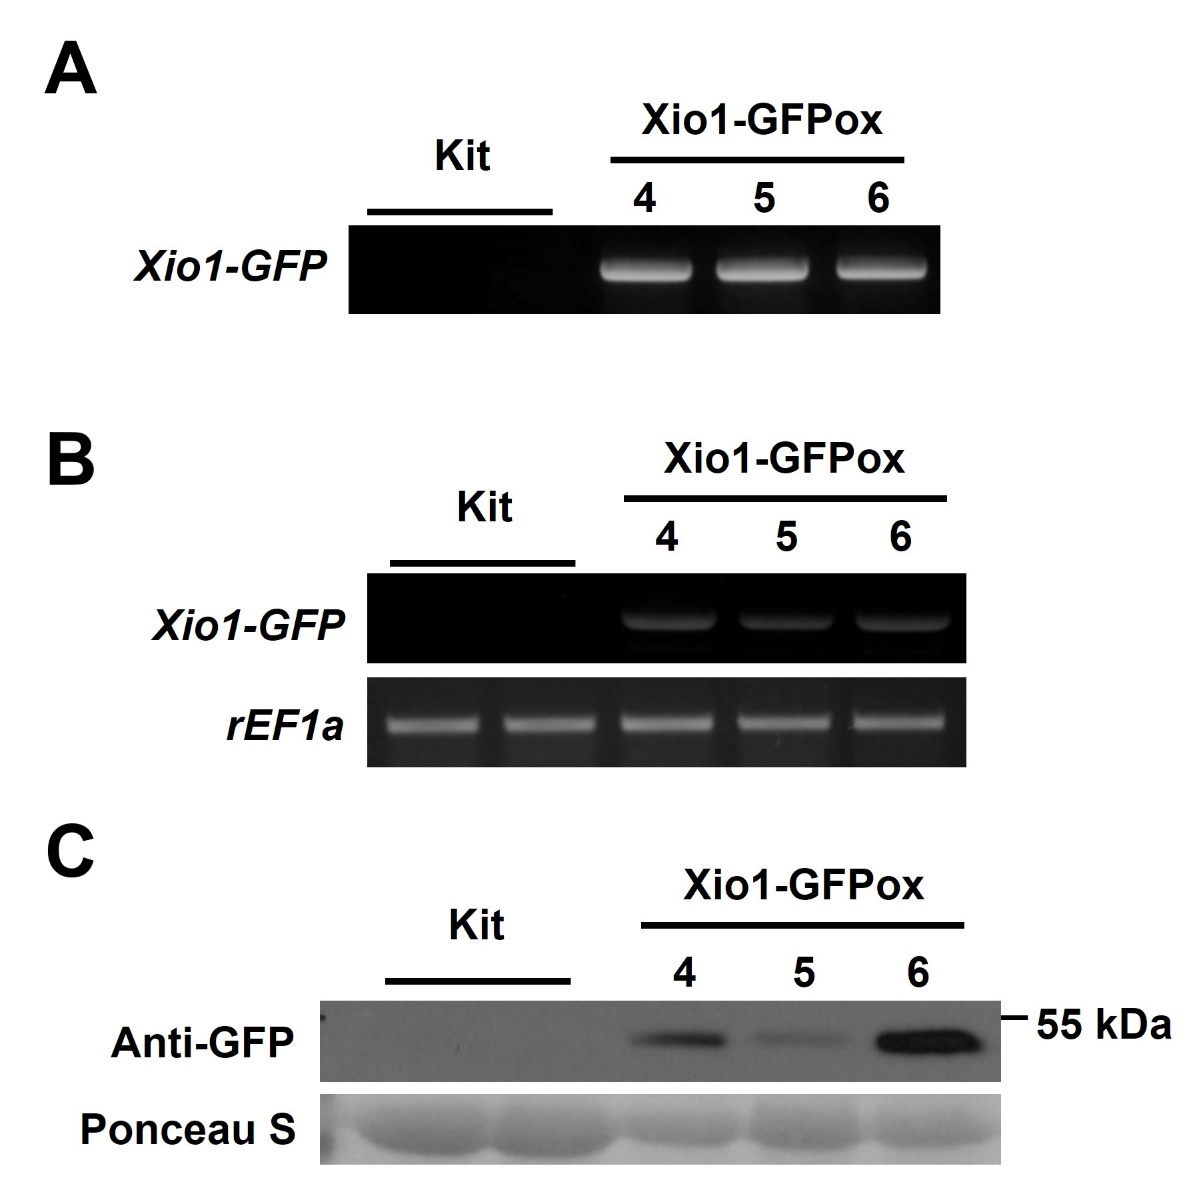 A
Xio1-GFPox
Kit
4 5 6
Xio1-GFP
B
Xio1-GFPox
Kit
4 5 6
Xio1-GFP
rEF1a
C
Xio1-GFPox
Kit
4 5 6
Anti-GFP
55 kDa
Ponceau S